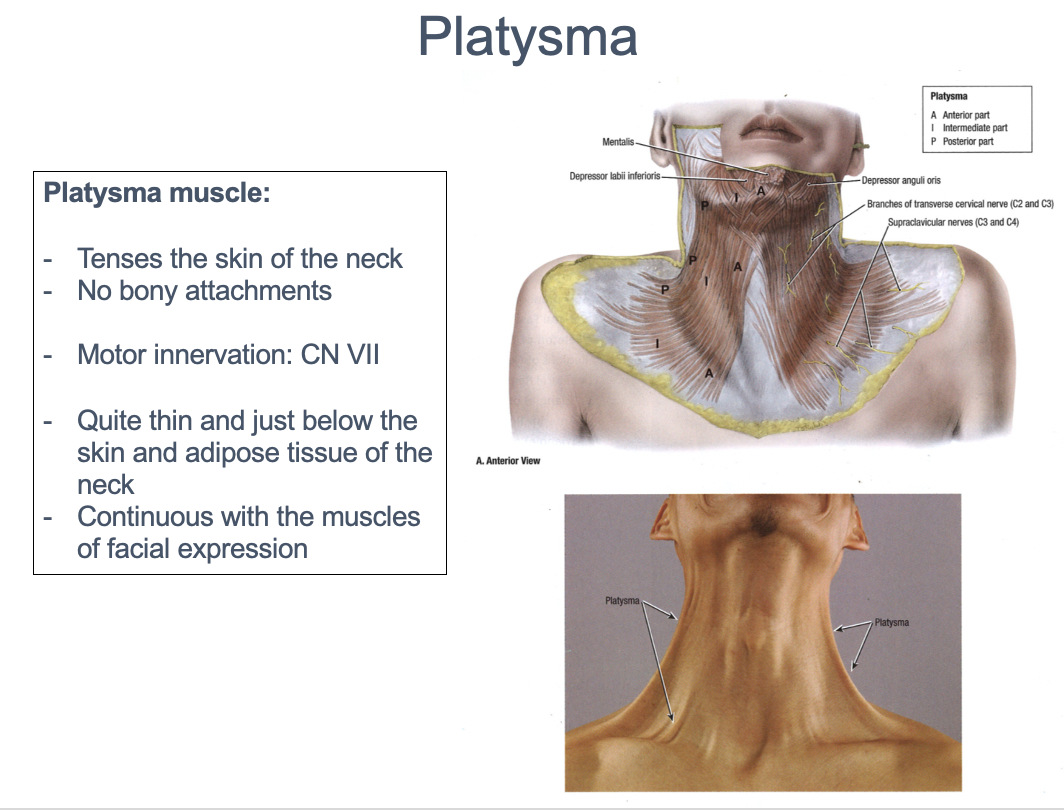 Platysma
Platysma muscle:
- Tenses the skin of the neck
- No bony attachments
- Motor innervation: CN VII
- Quite thin and just below the
skin and adipose tissue of the
neck
- Continuous with the muscles
of facial expression
Platysma
A Anterior part
I Intermediate part
P Posterior part
Mentalis
Depressor labii inferioris
Depressor anguli oris
Branches of transverse cervical nerve (C2 and C3)
Supraclavicular nerves (C3 and C4)
A
I
P
P
A
I
P
I
A
A. Anterior View
Platysma
Platysma